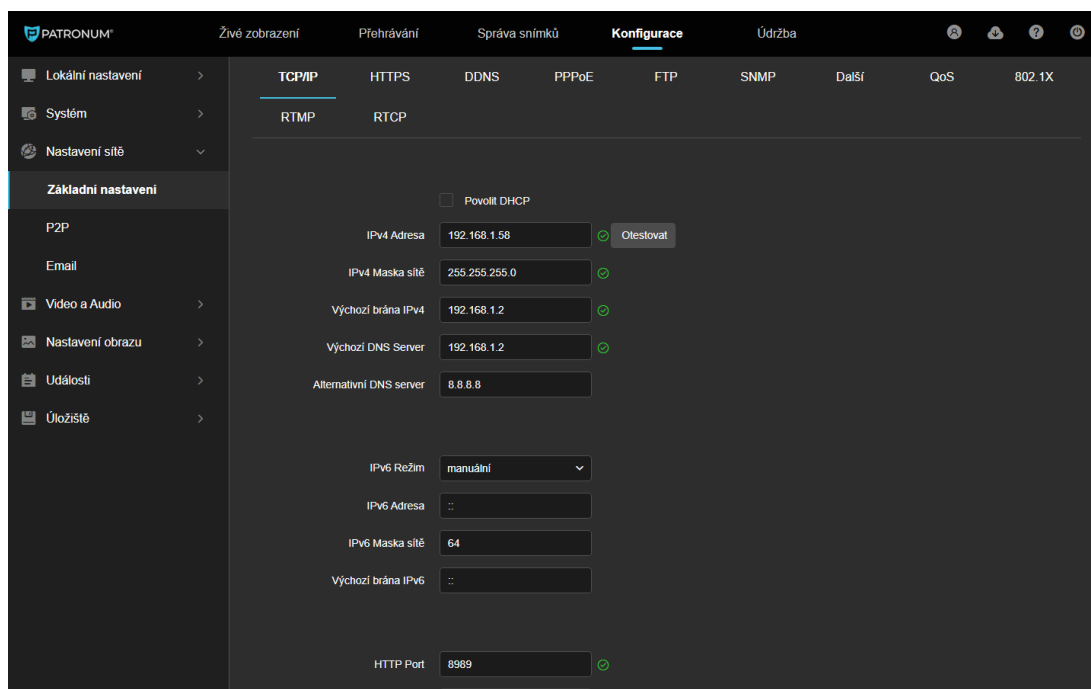 PATRONUM®
Živé zobrazení Přehrávání Správa snímků Konfigurace Údržba
Lokální nastavení
Systém
Nastavení sítě
Základní nastavení
P2P
Email
Video a Audio
Nastavení obrazu
Události
Úložiště
TCP/IP HTTPS DDNS PPPoE FTP SNMP Další QoS 802.1X
RTMP RTCP
Povolit DHCP
IPv4 Adresa 192.168.1.58 Otestovat
IPv4 Maska sítě 255.255.255.0
Výchozí brána IPv4 192.168.1.2
Výchozí DNS Server 192.168.1.2
Alternativní DNS server 8.8.8.8
IPv6 Režim manuální
IPv6 Adresa ::
IPv6 Maska sítě 64
Výchozí brána IPv6 ::
HTTP Port 8989